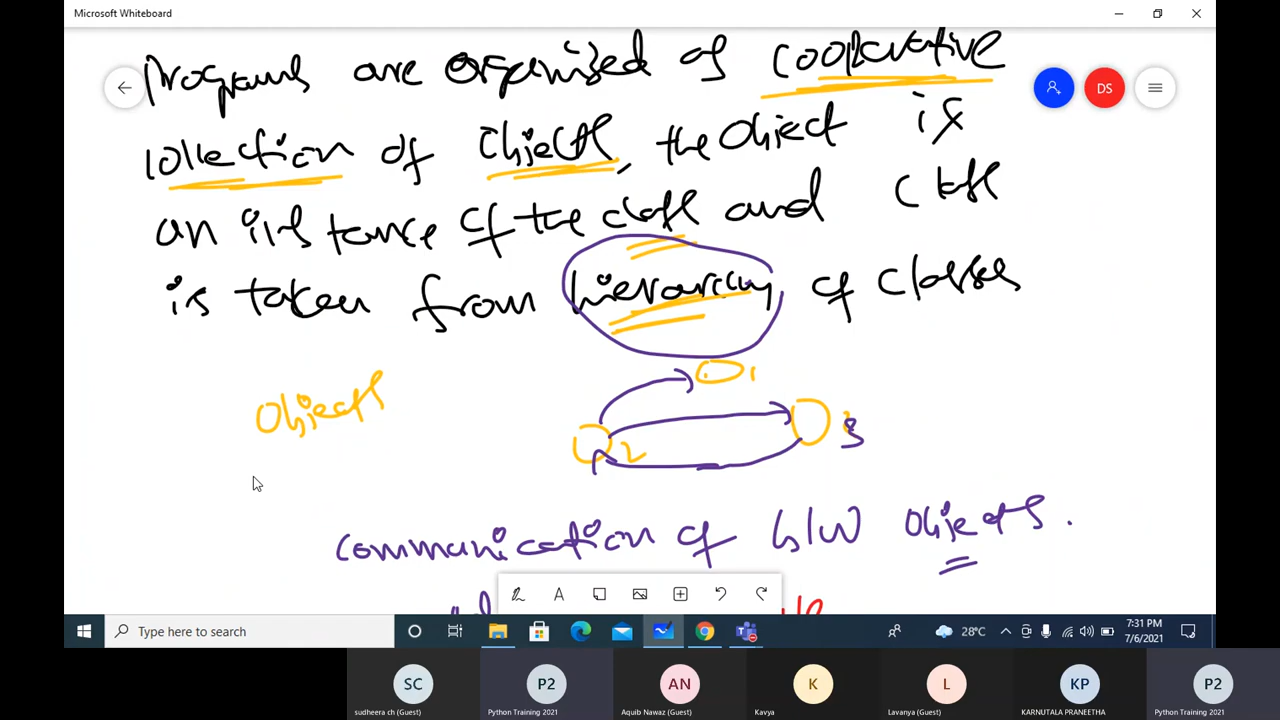 Microsoft Whiteboard
Programs are organised of cooperative
DS
collection of objects, the object is
an instance of the class and class
is taken from hierarchy of classes
1
Objects
2
3
communication of b/w objects.
A
Type here to search
28°C
7:31 PM
7/6/2021
SC
P2
AN
K
L
KP
P2
sudheera ch (Guest)
Python Training 2021
Aquib Nawaz (Guest)
Kavya
Lavanya (Guest)
KARNUTALA PRANEETHA
Python Training 2021